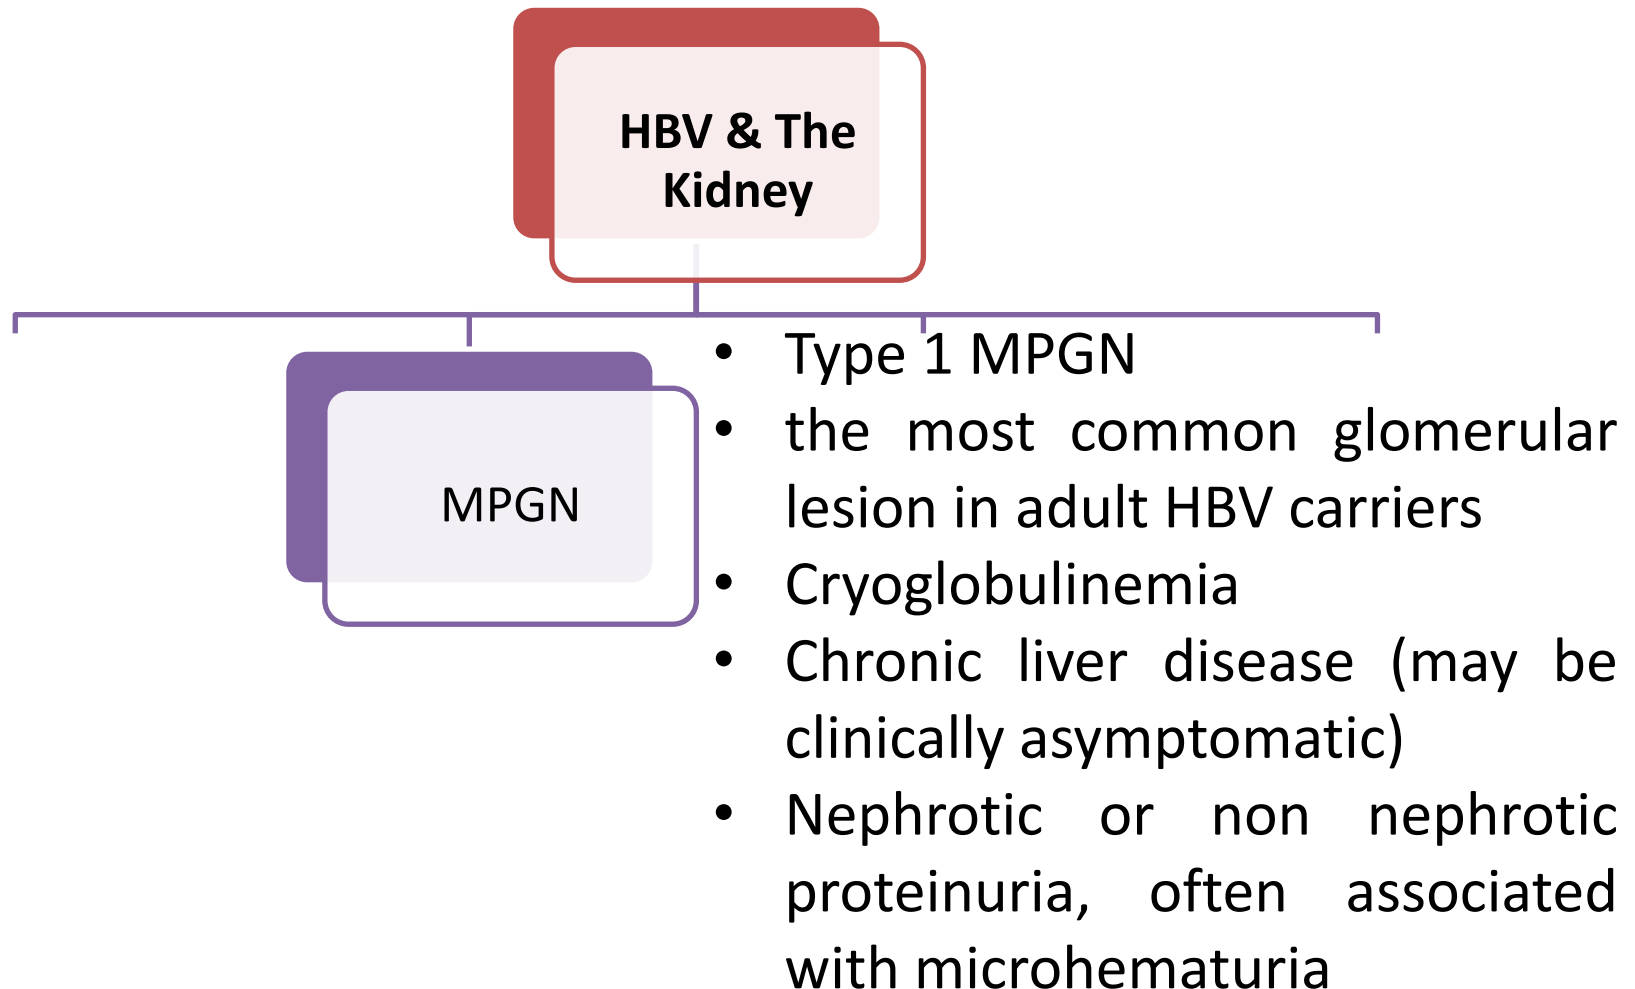 HBV & The
Kidney
MPGN
• Type 1 MPGN
• the most common glomerular
lesion in adult HBV carriers
• Cryoglobulinemia
• Chronic liver disease (may be
clinically asymptomatic)
• Nephrotic or non nephrotic
proteinuria, often associated
with microhematuria